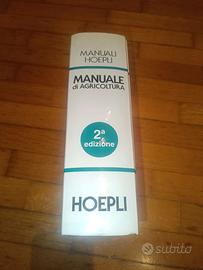 MANUALI
HOEPLI
MANUALE
di AGRICOLTURA
2ª
edizione
HOEPLI
subito